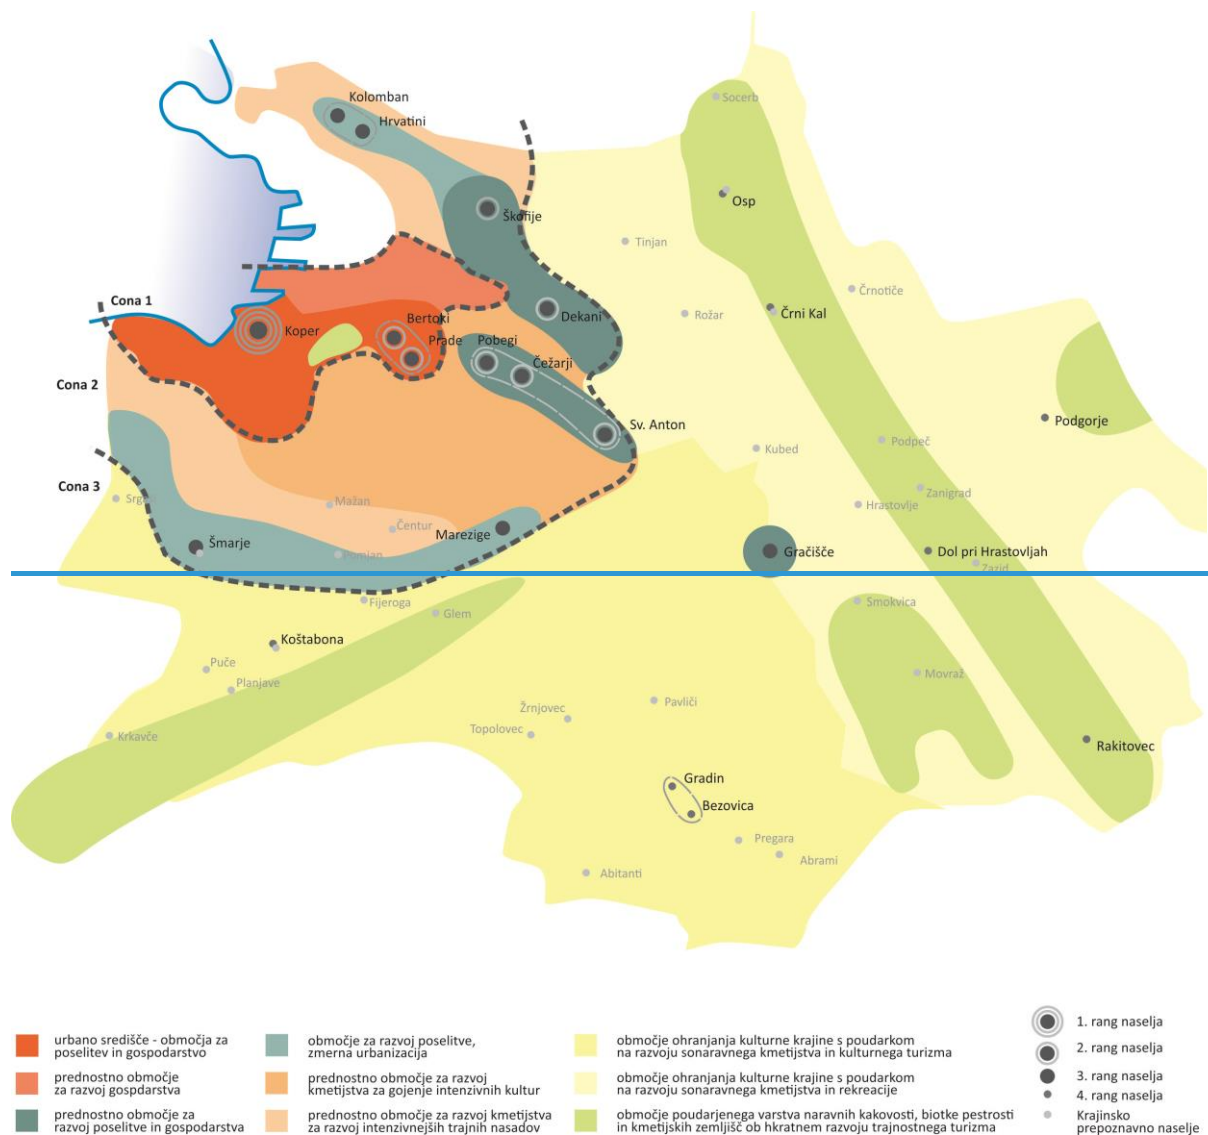 Kolomban
Hrvatini
Socerb
Osp
Škofije
Tinjan
Črnotiče
Cona 1
Koper
Bertoki
Dekani
Rožar
Črni Kal
Prade
Pobegi
Čežarji
Cona 2
Sv. Anton
Podgorje
Kubed
Podpeč
Cona 3
Mažan
Zanigrad
Hrastovlje
Čentur
Marezige
Šmarje
Gračišče
Dol pri Hrastovljah
Zazid
Fijeroga
Glem
Smokvica
Koštabona
Puče
Planjave
Movraž
Pavliči
Žrnjovec
Topolovec
Krkavče
Rakitovec
Gradin
Bezovica
Pregara
Abrami
Abitanti
urbano središče - območja za
poselitev in gospodarstvo
prednostno območje
za razvoj gospdarstva
prednostno območje za
razvoj poselitve in gospodarstva
območje za razvoj poselitve,
zmerna urbanizacija
prednostno območje za razvoj
kmetijstva za gojenje intenzivnih kultur
prednostno območje za razvoj kmetijstva
za razvoj intenzivnejših trajnih nasadov
območje ohranjanja kulturne krajine s poudarkom
na razvoju sonaravnega kmetijstva in kulturnega turizma
območje ohranjanja kulturne krajine s poudarkom
na razvoju sonaravnega kmetijstva in rekreacije
območje poudarjenega varstva naravnih kakovosti, biotke pestrosti
in kmetijskih zemljišč ob hkratnem razvoju trajnostnega turizma
1. rang naselja
2. rang naselja
3. rang naselja
4. rang naselja
Krajinsko
prepoznavno naselje